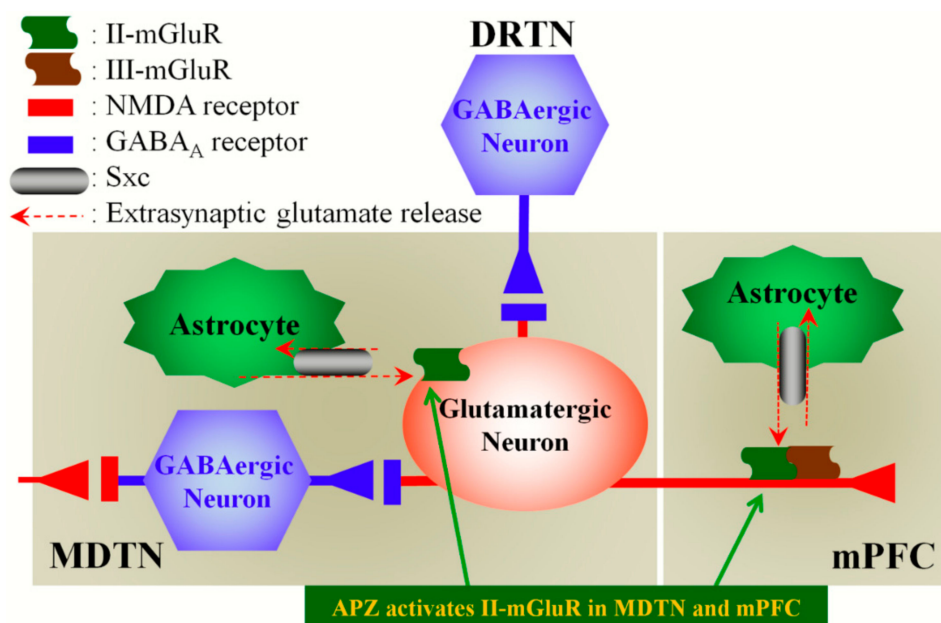 : II-mGluR
: III-mGluR
: NMDA receptor
: GABAA receptor
: Sxc
: Extrasynaptic glutamate release
DRTN
GABAergic
Neuron
Astrocyte
Astrocyte
Glutamatergic
Neuron
GABAergic
Neuron
MDTN
mPFC
APZ activates II-mGluR in MDTN and mPFC